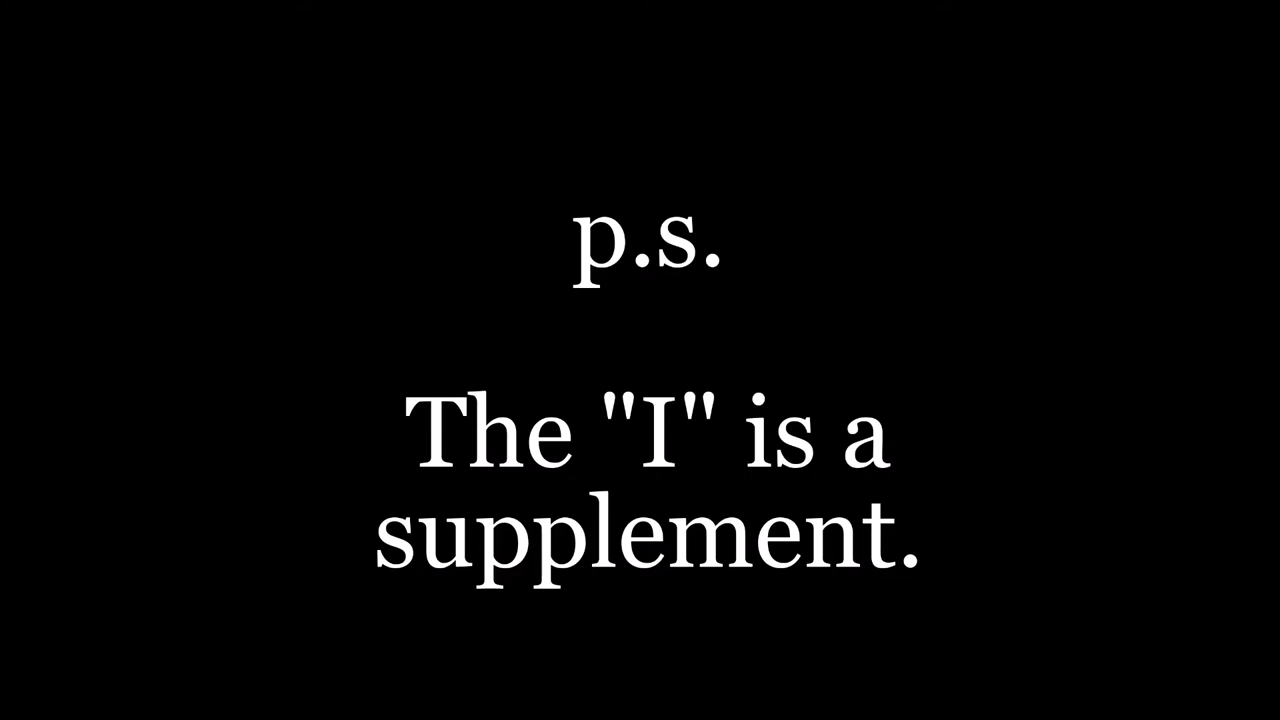 p.s.
The "I" is a
supplement.